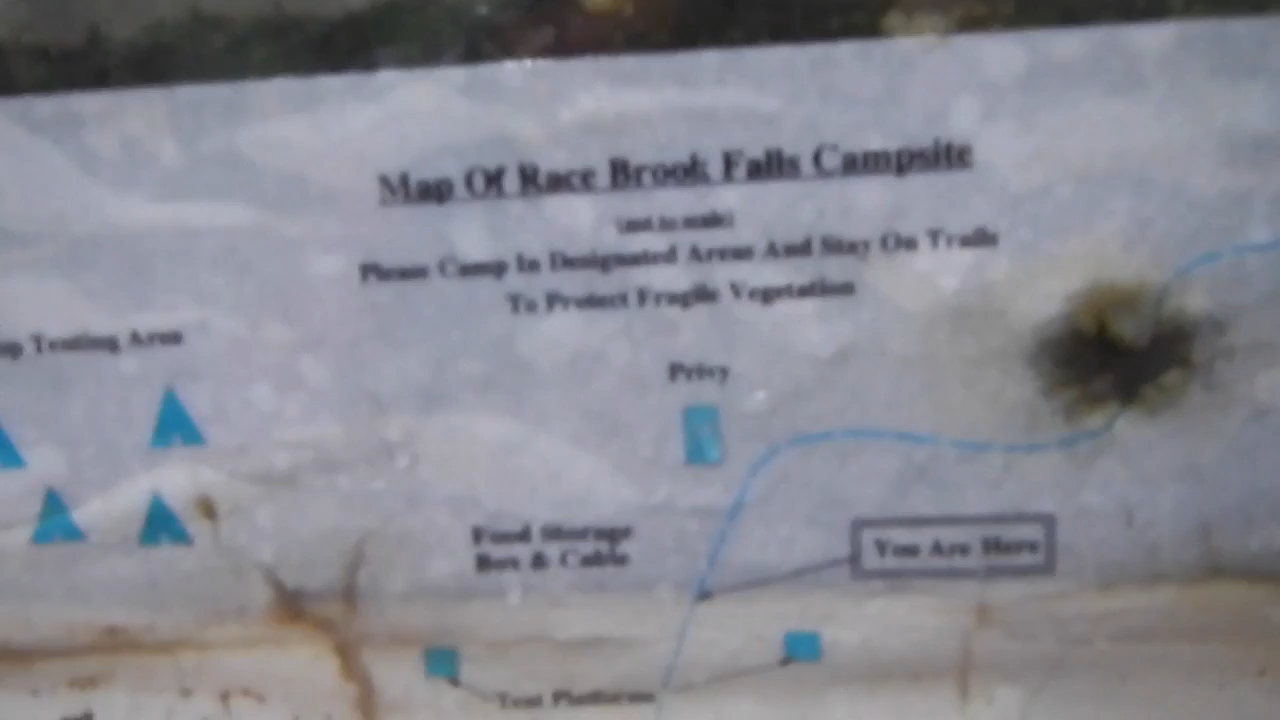 Map Of Race Brook Falls Campsite
(not to scale)
Please Camp In Designated Areas And Stay On Trails
To Protect Fragile Vegetation
Tenting Area
Privy
Food Storage
Box & Cable
You Are Here
Tent Platforms